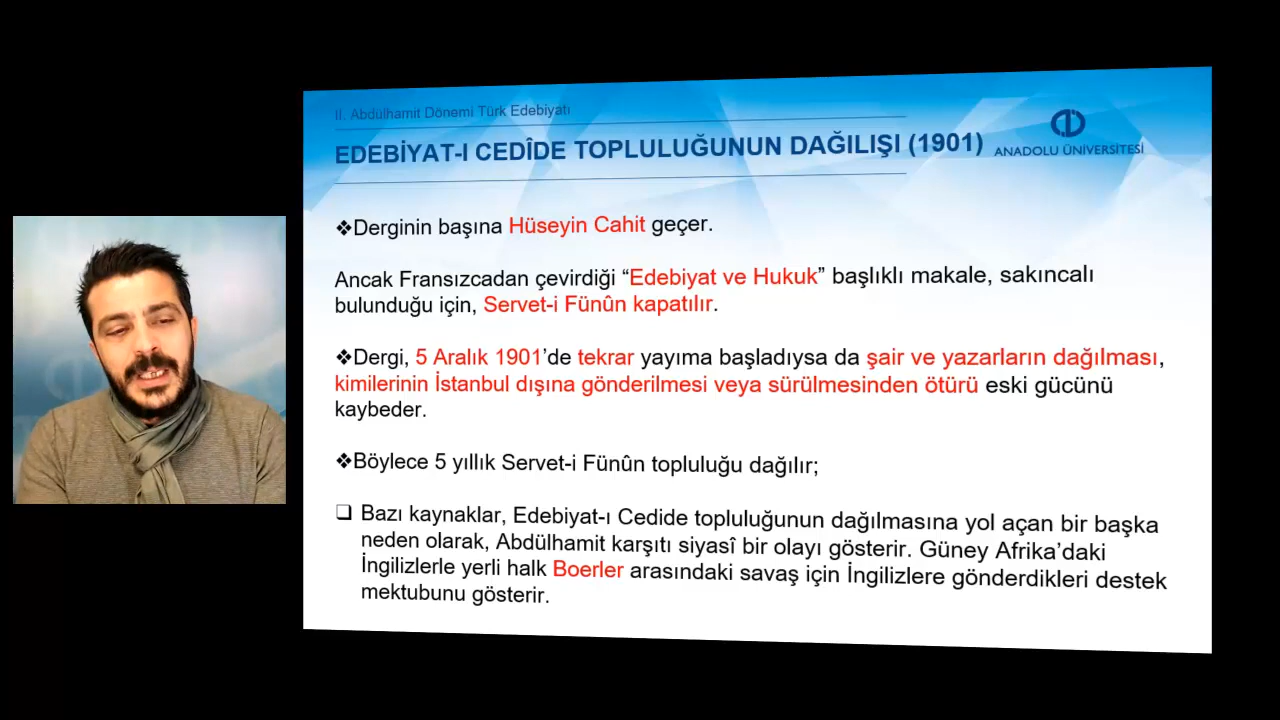 II. Abdülhamit Dönemi Türk Edebiyatı
EDEBİYAT-I CEDÎDE TOPLULUĞUNUN DAĞILIŞI (1901)
ANADOLU ÜNİVERSİTESİ
❖Derginin başına Hüseyin Cahit geçer.
Ancak Fransızcadan çevirdiği “Edebiyat ve Hukuk” başlıklı makale, sakıncalı
bulunduğu için, Servet-i Fünûn kapatılır.
❖Dergi, 5 Aralık 1901’de tekrar yayıma başladıysa da şair ve yazarların dağılması,
kimilerinin İstanbul dışına gönderilmesi veya sürülmesinden ötürü eski gücünü
kaybeder.
❖Böylece 5 yıllık Servet-i Fünûn topluluğu dağılır;
❑ Bazı kaynaklar, Edebiyat-ı Cedide topluluğunun dağılmasına yol açan bir başka
neden olarak, Abdülhamit karşıtı siyasî bir olayı gösterir. Güney Afrika’daki
İngilizlerle yerli halk Boerler arasındaki savaş için İngilizlere gönderdikleri destek
mektubunu gösterir.